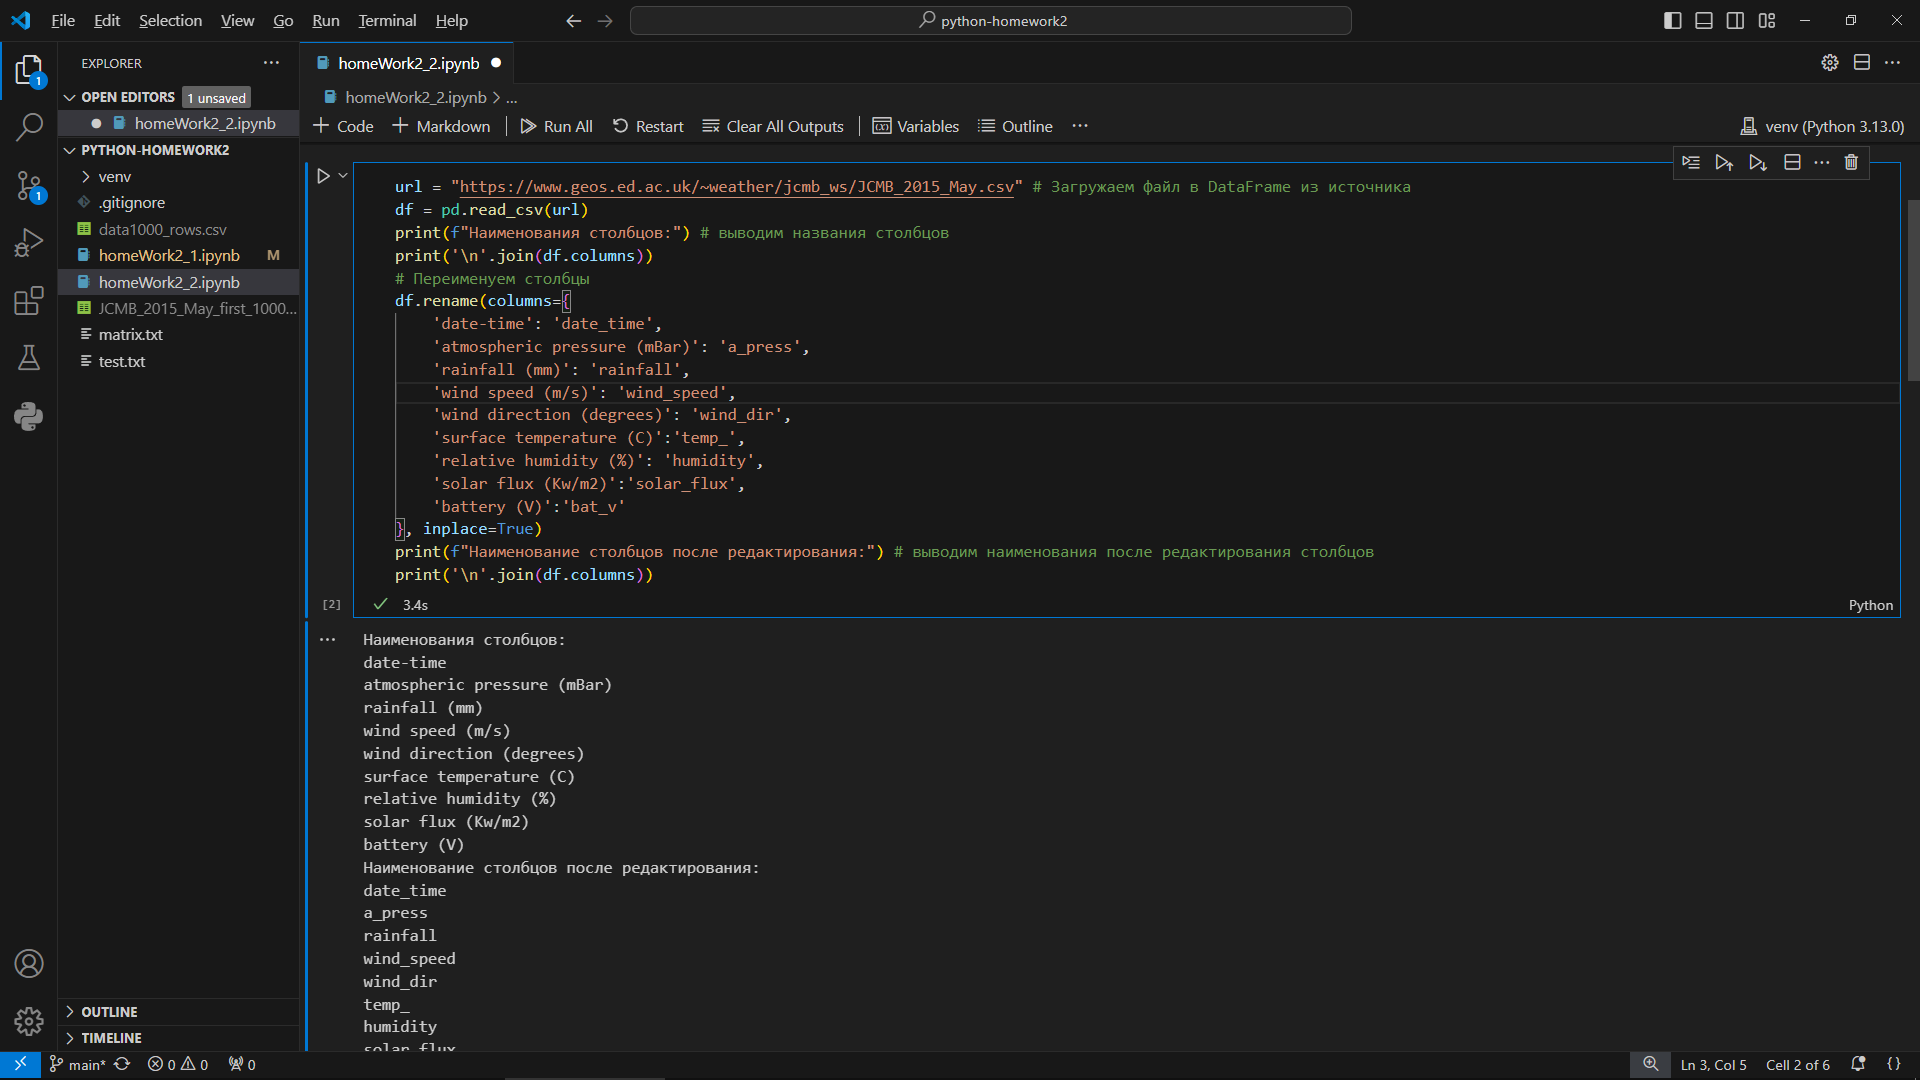 File Edit Selection View Go Run Terminal Help
python-homework2
EXPLORER
OPEN EDITORS 1 unsaved
homeWork2_2.ipynb
PYTHON-HOMEWORK2
venv
.gitignore
data1000_rows.csv
homeWork2_1.ipynb M
homeWork2_2.ipynb
JCMB_2015_May_first_1000...
matrix.txt
test.txt
OUTLINE
TIMELINE
1
1
homeWork2_2.ipynb
homeWork2_2.ipynb > ...
Code Markdown Run All Restart Clear All Outputs Variables Outline ...
venv (Python 3.13.0)
url = "https://www.geos.ed.ac.uk/~weather/jcmb_ws/JCMB_2015_May.csv" # Загружаем файл в DataFrame из источника
df = pd.read_csv(url)
print(f"Наименования столбцов:") # выводим названия столбцов
print('\n'.join(df.columns))
# Переименуем столбцы
df.rename(columns={
'date-time': 'date_time',
'atmospheric pressure (mBar)': 'a_press',
'rainfall (mm)': 'rainfall',
'wind speed (m/s)': 'wind_speed',
'wind direction (degrees)': 'wind_dir',
'surface temperature (C)':'temp_',
'relative humidity (%)': 'humidity',
'solar flux (Kw/m2)':'solar_flux',
'battery (V)':'bat_v'
}, inplace=True)
print(f"Наименование столбцов после редактирования:") # выводим наименования после редактирования столбцов
print('\n'.join(df.columns))
[2] 3.4s Python
Наименования столбцов:
date-time
atmospheric pressure (mBar)
rainfall (mm)
wind speed (m/s)
wind direction (degrees)
surface temperature (C)
relative humidity (%)
solar flux (Kw/m2)
battery (V)
Наименование столбцов после редактирования:
date_time
a_press
rainfall
wind_speed
wind_dir
temp_
humidity
solar_flux
main* 0 0 0 Ln 3, Col 5 Cell 2 of 6 {}